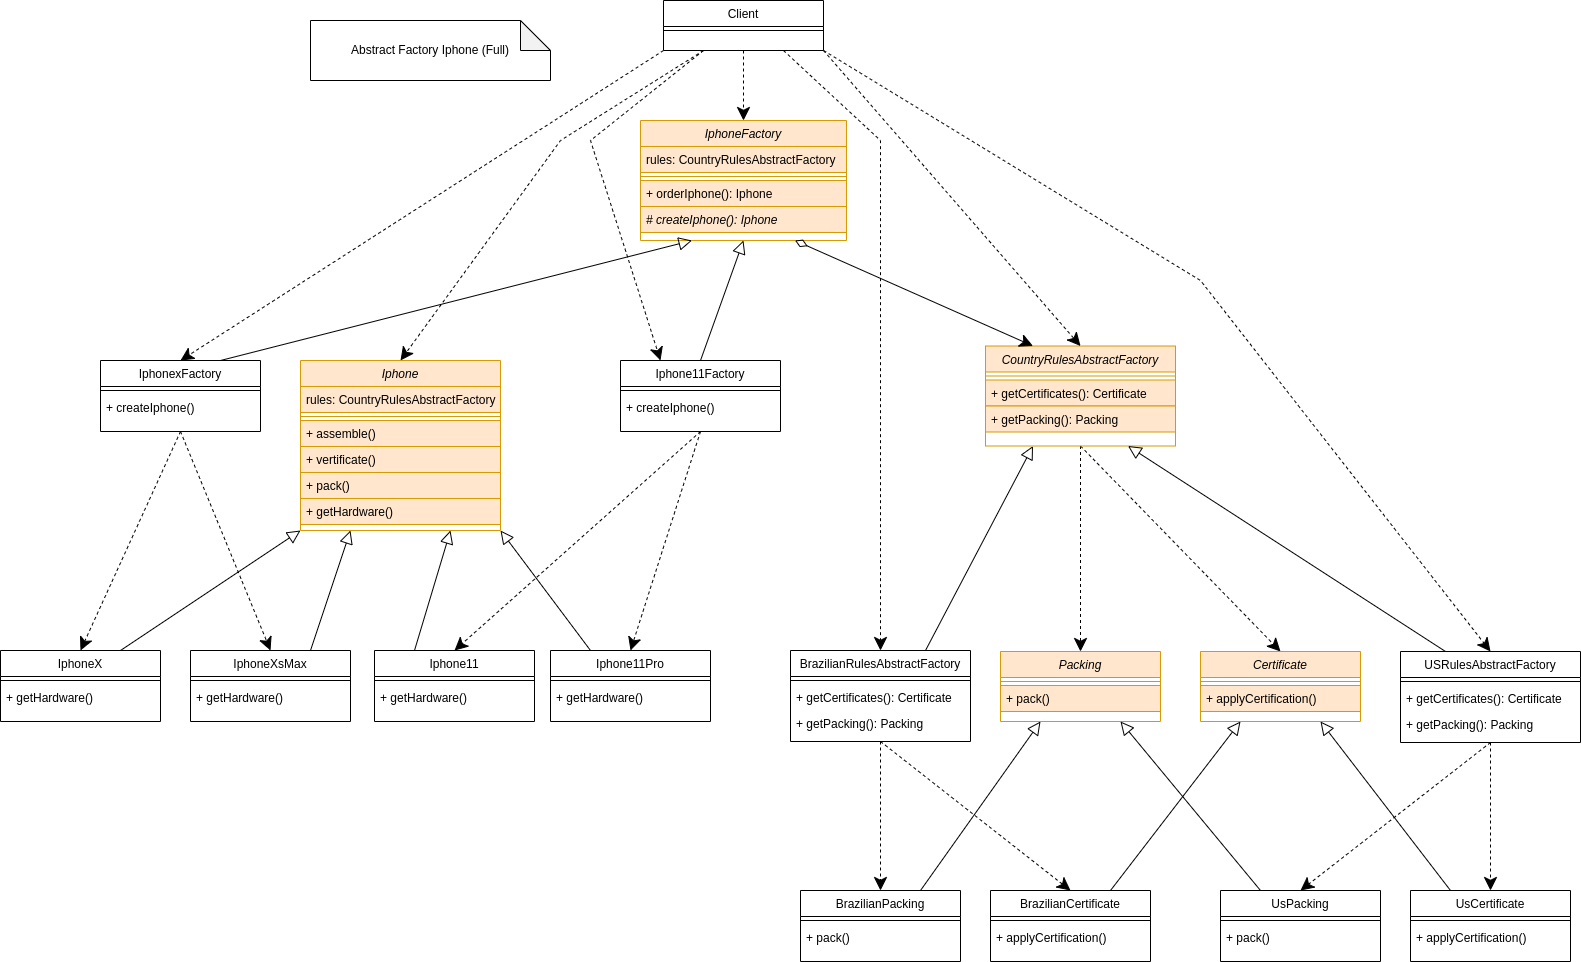 Client
Abstract Factory Iphone (Full)
IphoneFactory
rules: CountryRulesAbstractFactory
+ orderIphone(): Iphone
# createIphone(): Iphone
IphonexFactory
+ createIphone()
Iphone
rules: CountryRulesAbstractFactory
+ assemble()
+ vertificate()
+ pack()
+ getHardware()
Iphone11Factory
+ createIphone()
CountryRulesAbstractFactory
+ getCertificates(): Certificate
+ getPacking(): Packing
IphoneX
+ getHardware()
IphoneXsMax
+ getHardware()
Iphone11
+ getHardware()
Iphone11Pro
+ getHardware()
BrazilianRulesAbstractFactory
+ getCertificates(): Certificate
+ getPacking(): Packing
Packing
+ pack()
Certificate
+ applyCertification()
USRulesAbstractFactory
+ getCertificates(): Certificate
+ getPacking(): Packing
BrazilianPacking
+ pack()
BrazilianCertificate
+ applyCertification()
UsPacking
+ pack()
UsCertificate
+ applyCertification()